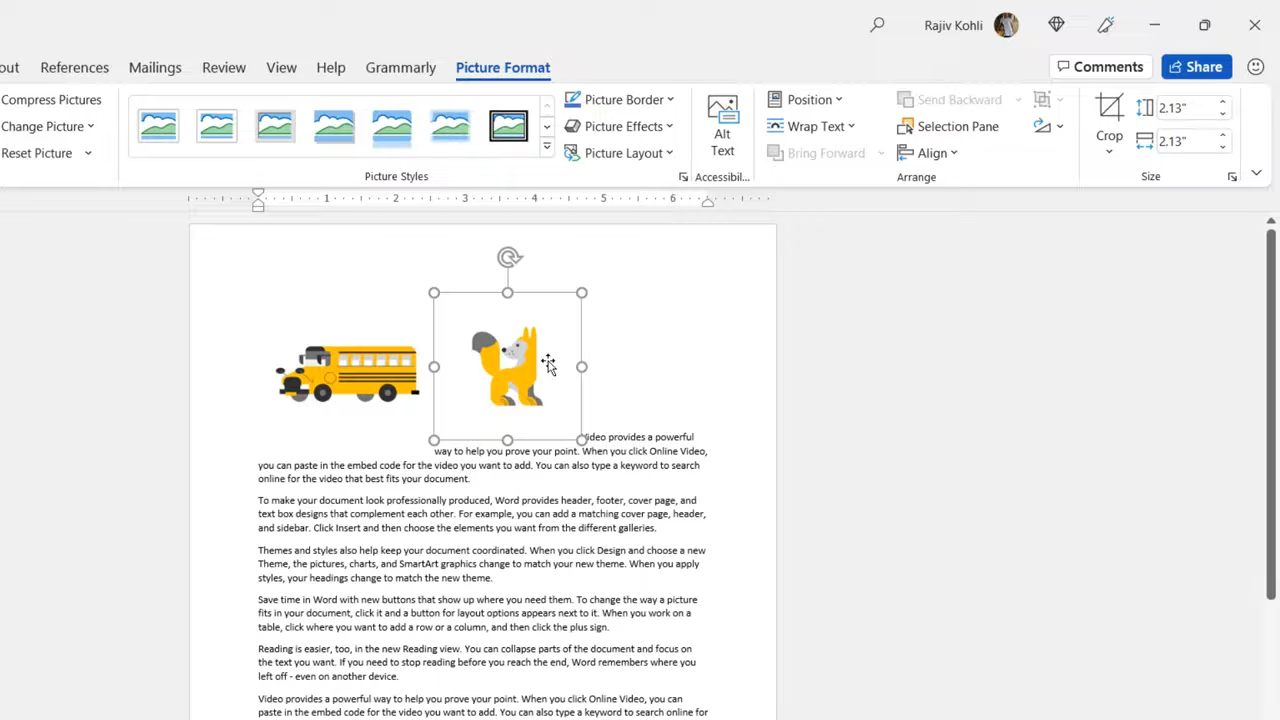 Rajiv Kohli
out References Mailings Review View Help Grammarly Picture Format Comments Share
Compress Pictures
Change Picture
Reset Picture
Picture Styles
Picture Border
Picture Effects
Picture Layout
Alt
Text
Accessibil...
Position
Wrap Text
Bring Forward
Send Backward
Selection Pane
Align
Arrange
Crop
2.13"
2.13"
Size
1 2 3 4 5 6
Video provides a powerful
way to help you prove your point. When you click Online Video,
you can paste in the embed code for the video you want to add. You can also type a keyword to search
online for the video that best fits your document.
To make your document look professionally produced, Word provides header, footer, cover page, and
text box designs that complement each other. For example, you can add a matching cover page, header,
and sidebar. Click Insert and then choose the elements you want from the different galleries.
Themes and styles also help keep your document coordinated. When you click Design and choose a new
Theme, the pictures, charts, and SmartArt graphics change to match your new theme. When you apply
styles, your headings change to match the new theme.
Save time in Word with new buttons that show up where you need them. To change the way a picture
fits in your document, click it and a button for layout options appears next to it. When you work on a
table, click where you want to add a row or a column, and then click the plus sign.
Reading is easier, too, in the new Reading view. You can collapse parts of the document and focus on
the text you want. If you need to stop reading before you reach the end, Word remembers where you
left off - even on another device.
Video provides a powerful way to help you prove your point. When you click Online Video, you can
paste in the embed code for the video you want to add. You can also type a keyword to search online for